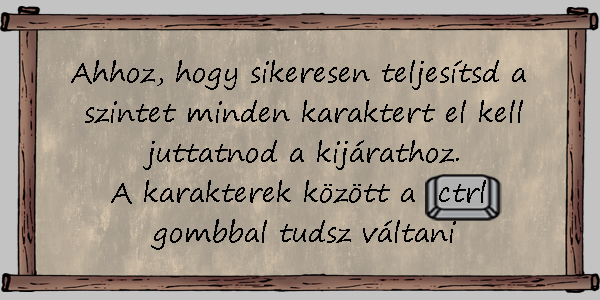 Ahhoz, hogy sikeresen teljesítsd a
szintet minden karaktert el kell
juttatnod a kijárathoz.
A karakterek között a ctrl
gombbal tudsz váltani